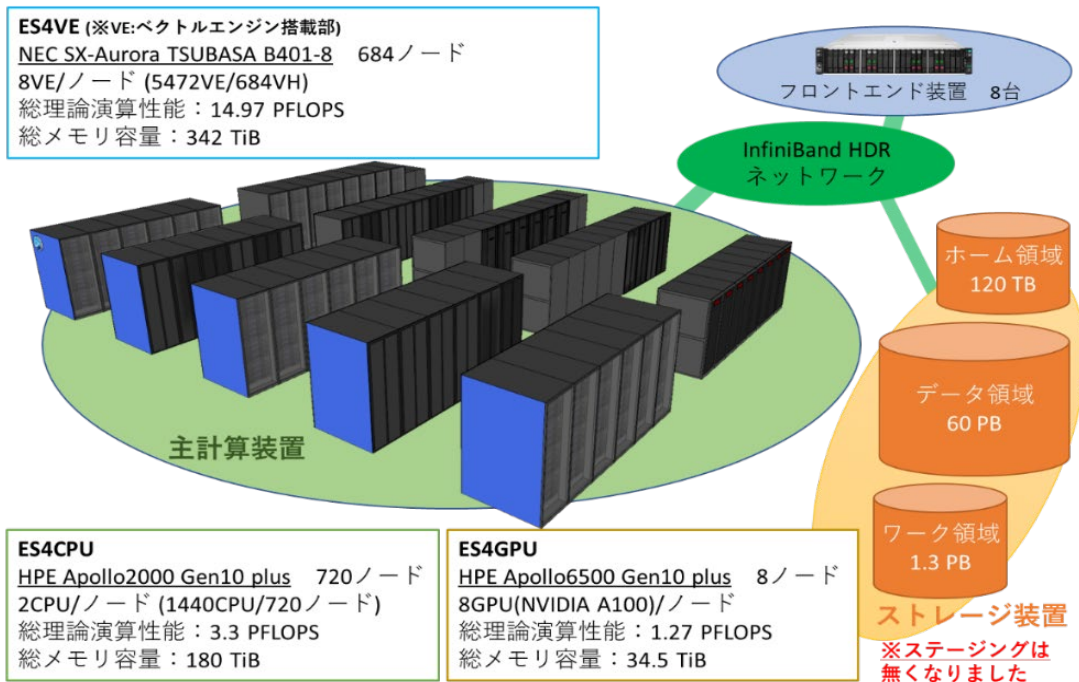 ES4VE (※VE:ベクトルエンジン搭載部)
NEC SX-Aurora TSUBASA B401-8 684ノード
8VE/ノード (5472VE/684VH)
総理論演算性能：14.97 PFLOPS
総メモリ容量：342 TiB
フロントエンド装置 8台
InfiniBand HDR
ネットワーク
ホーム領域
120 TB
データ領域
60 PB
ワーク領域
1.3 PB
ストレージ装置
※ステージングは
無くなりました
主計算装置
ES4CPU
HPE Apollo2000 Gen10 plus 720ノード
2CPU/ノード (1440CPU/720ノード)
総理論演算性能：3.3 PFLOPS
総メモリ容量：180 TiB
ES4GPU
HPE Apollo6500 Gen10 plus 8ノード
8GPU(NVIDIA A100)/ノード
総理論演算性能：1.27 PFLOPS
総メモリ容量：34.5 TiB